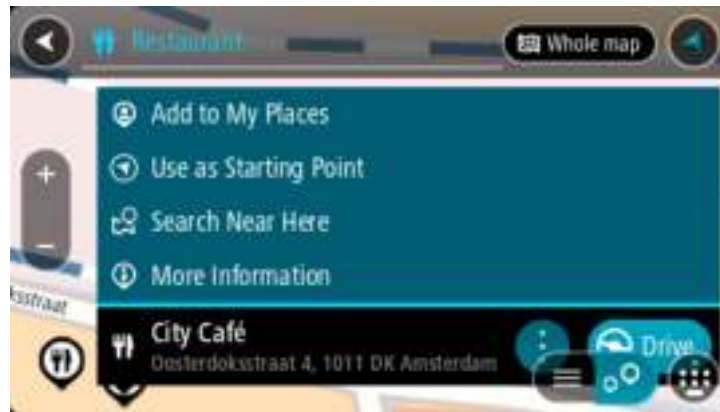 Restaurant
Whole map
Add to My Places
Use as Starting Point
Search Near Here
More Information
ksstraat
City Café
Oosterdoksstraat 4, 1011 DK Amsterdam
Drive